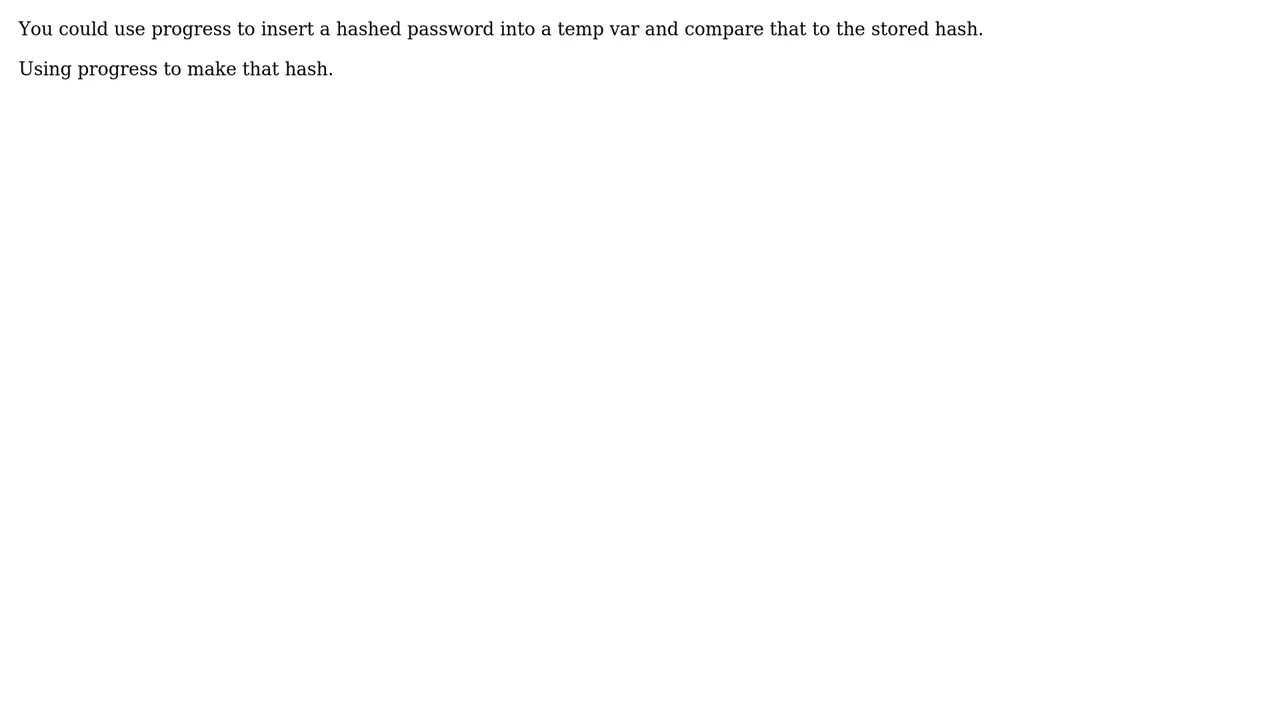 You could use progress to insert a hashed password into a temp var and compare that to the stored hash.
Using progress to make that hash.